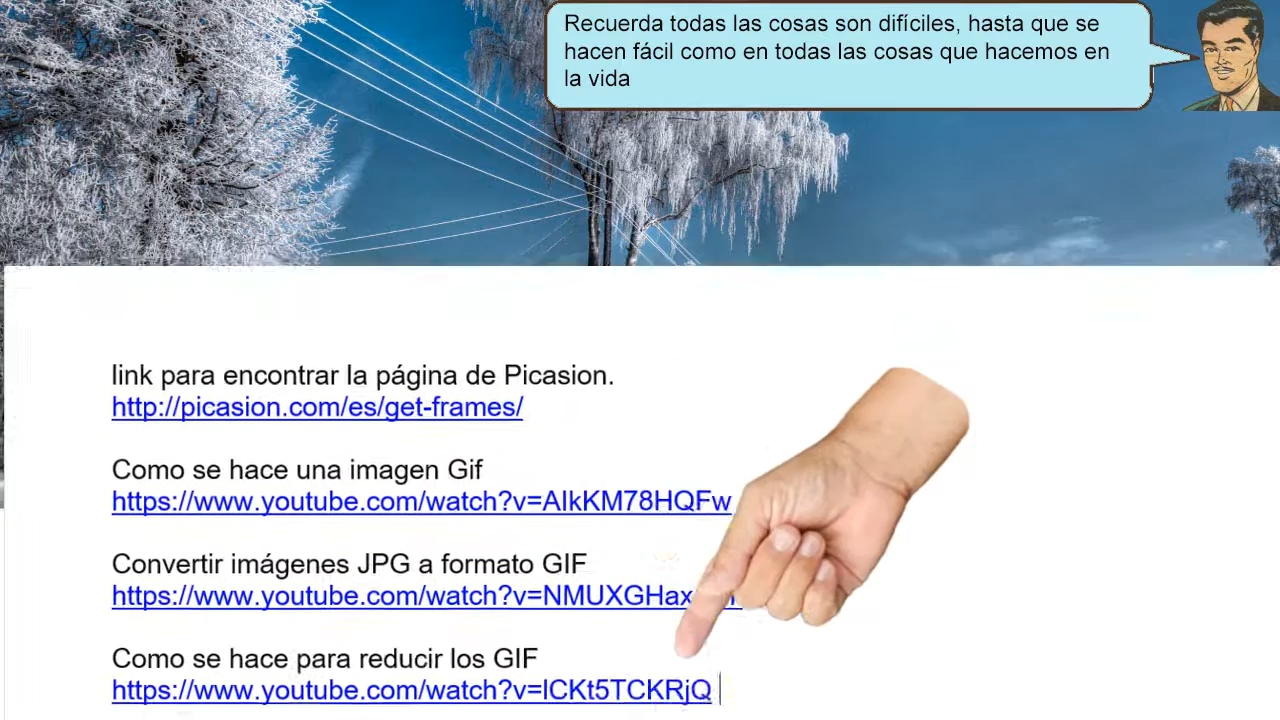 Recuerda todas las cosas son difíciles, hasta que se
hacen fácil como en todas las cosas que hacemos en
la vida
link para encontrar la página de Picasion.
http://picasion.com/es/get-frames/
Como se hace una imagen Gif
https://www.youtube.com/watch?v=AIkKM78HQFw
Convertir imágenes JPG a formato GIF
Como se hace para reducir los GIF
https://www.youtube.com/watch?v=lCKt5TCKRjQ